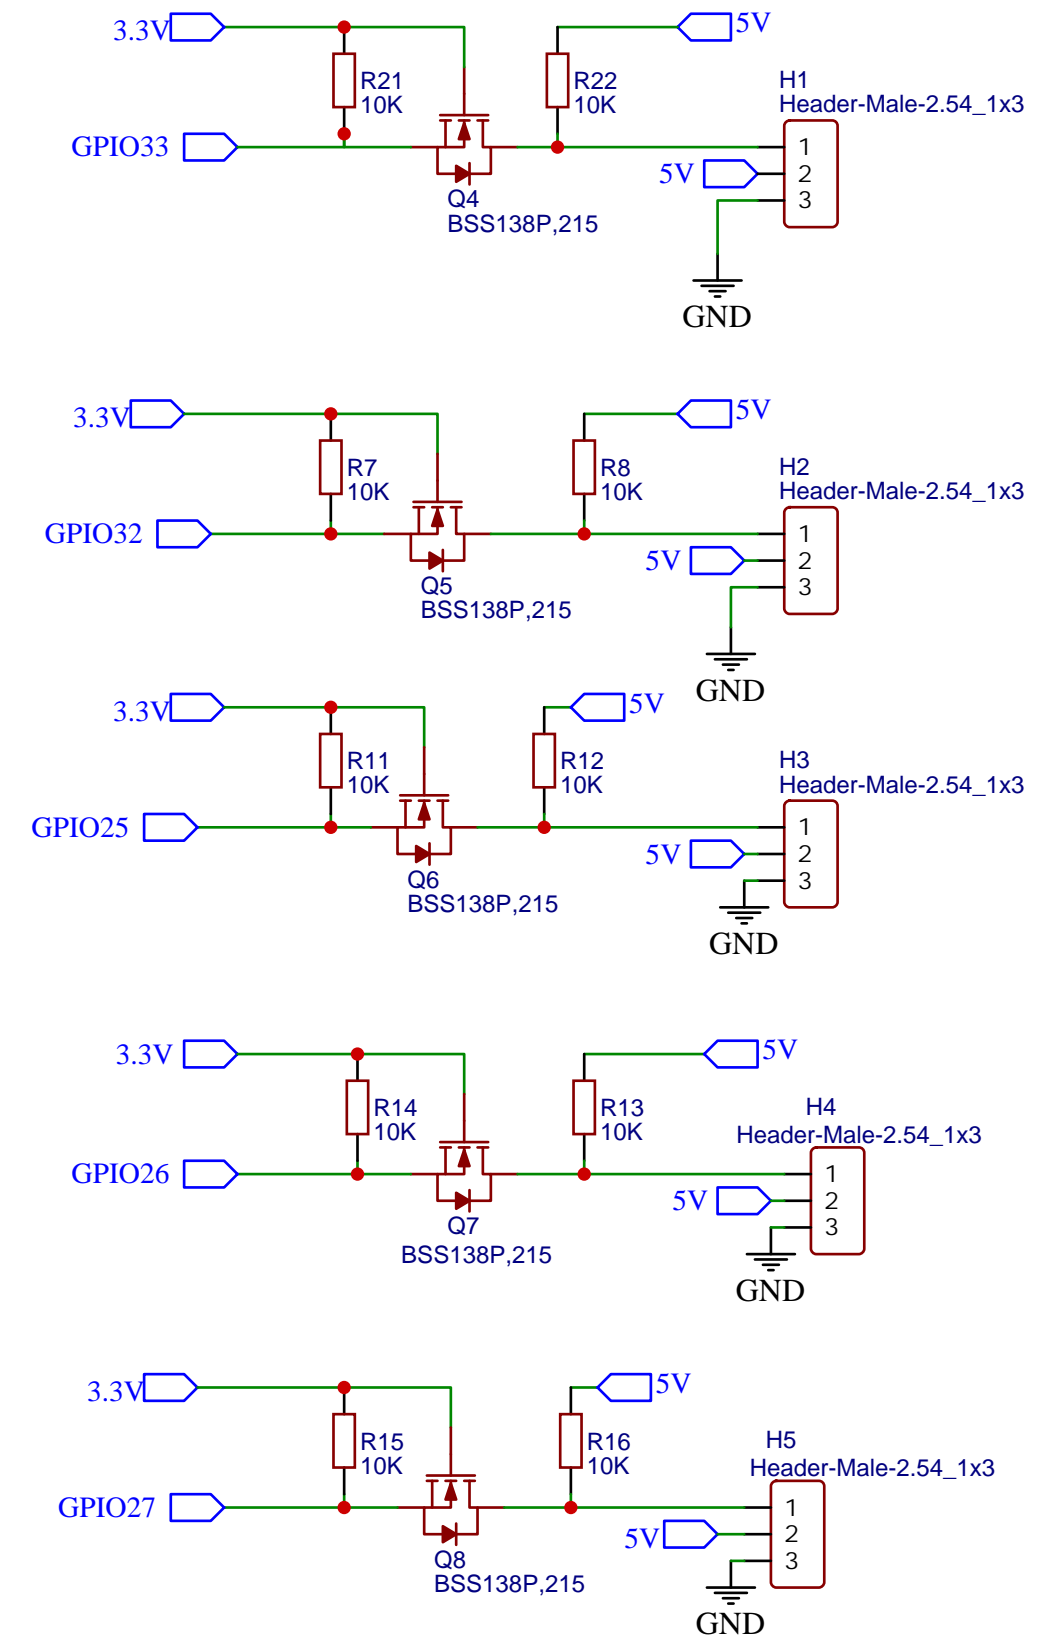 3.3V
5V
R21
10K
R22
10K
H1
Header-Male-2.54_1x3
GPIO33
1
5V
2
3
Q4
BSS138P,215
GND
3.3V
5V
R7
10K
R8
10K
H2
Header-Male-2.54_1x3
GPIO32
1
5V
2
3
Q5
BSS138P,215
GND
3.3V
5V
R11
10K
R12
10K
H3
Header-Male-2.54_1x3
GPIO25
1
5V
2
3
Q6
BSS138P,215
GND
3.3V
5V
R14
10K
R13
10K
H4
Header-Male-2.54_1x3
GPIO26
1
5V
2
3
Q7
BSS138P,215
GND
3.3V
5V
R15
10K
R16
10K
H5
Header-Male-2.54_1x3
GPIO27
1
5V
2
3
Q8
BSS138P,215
GND